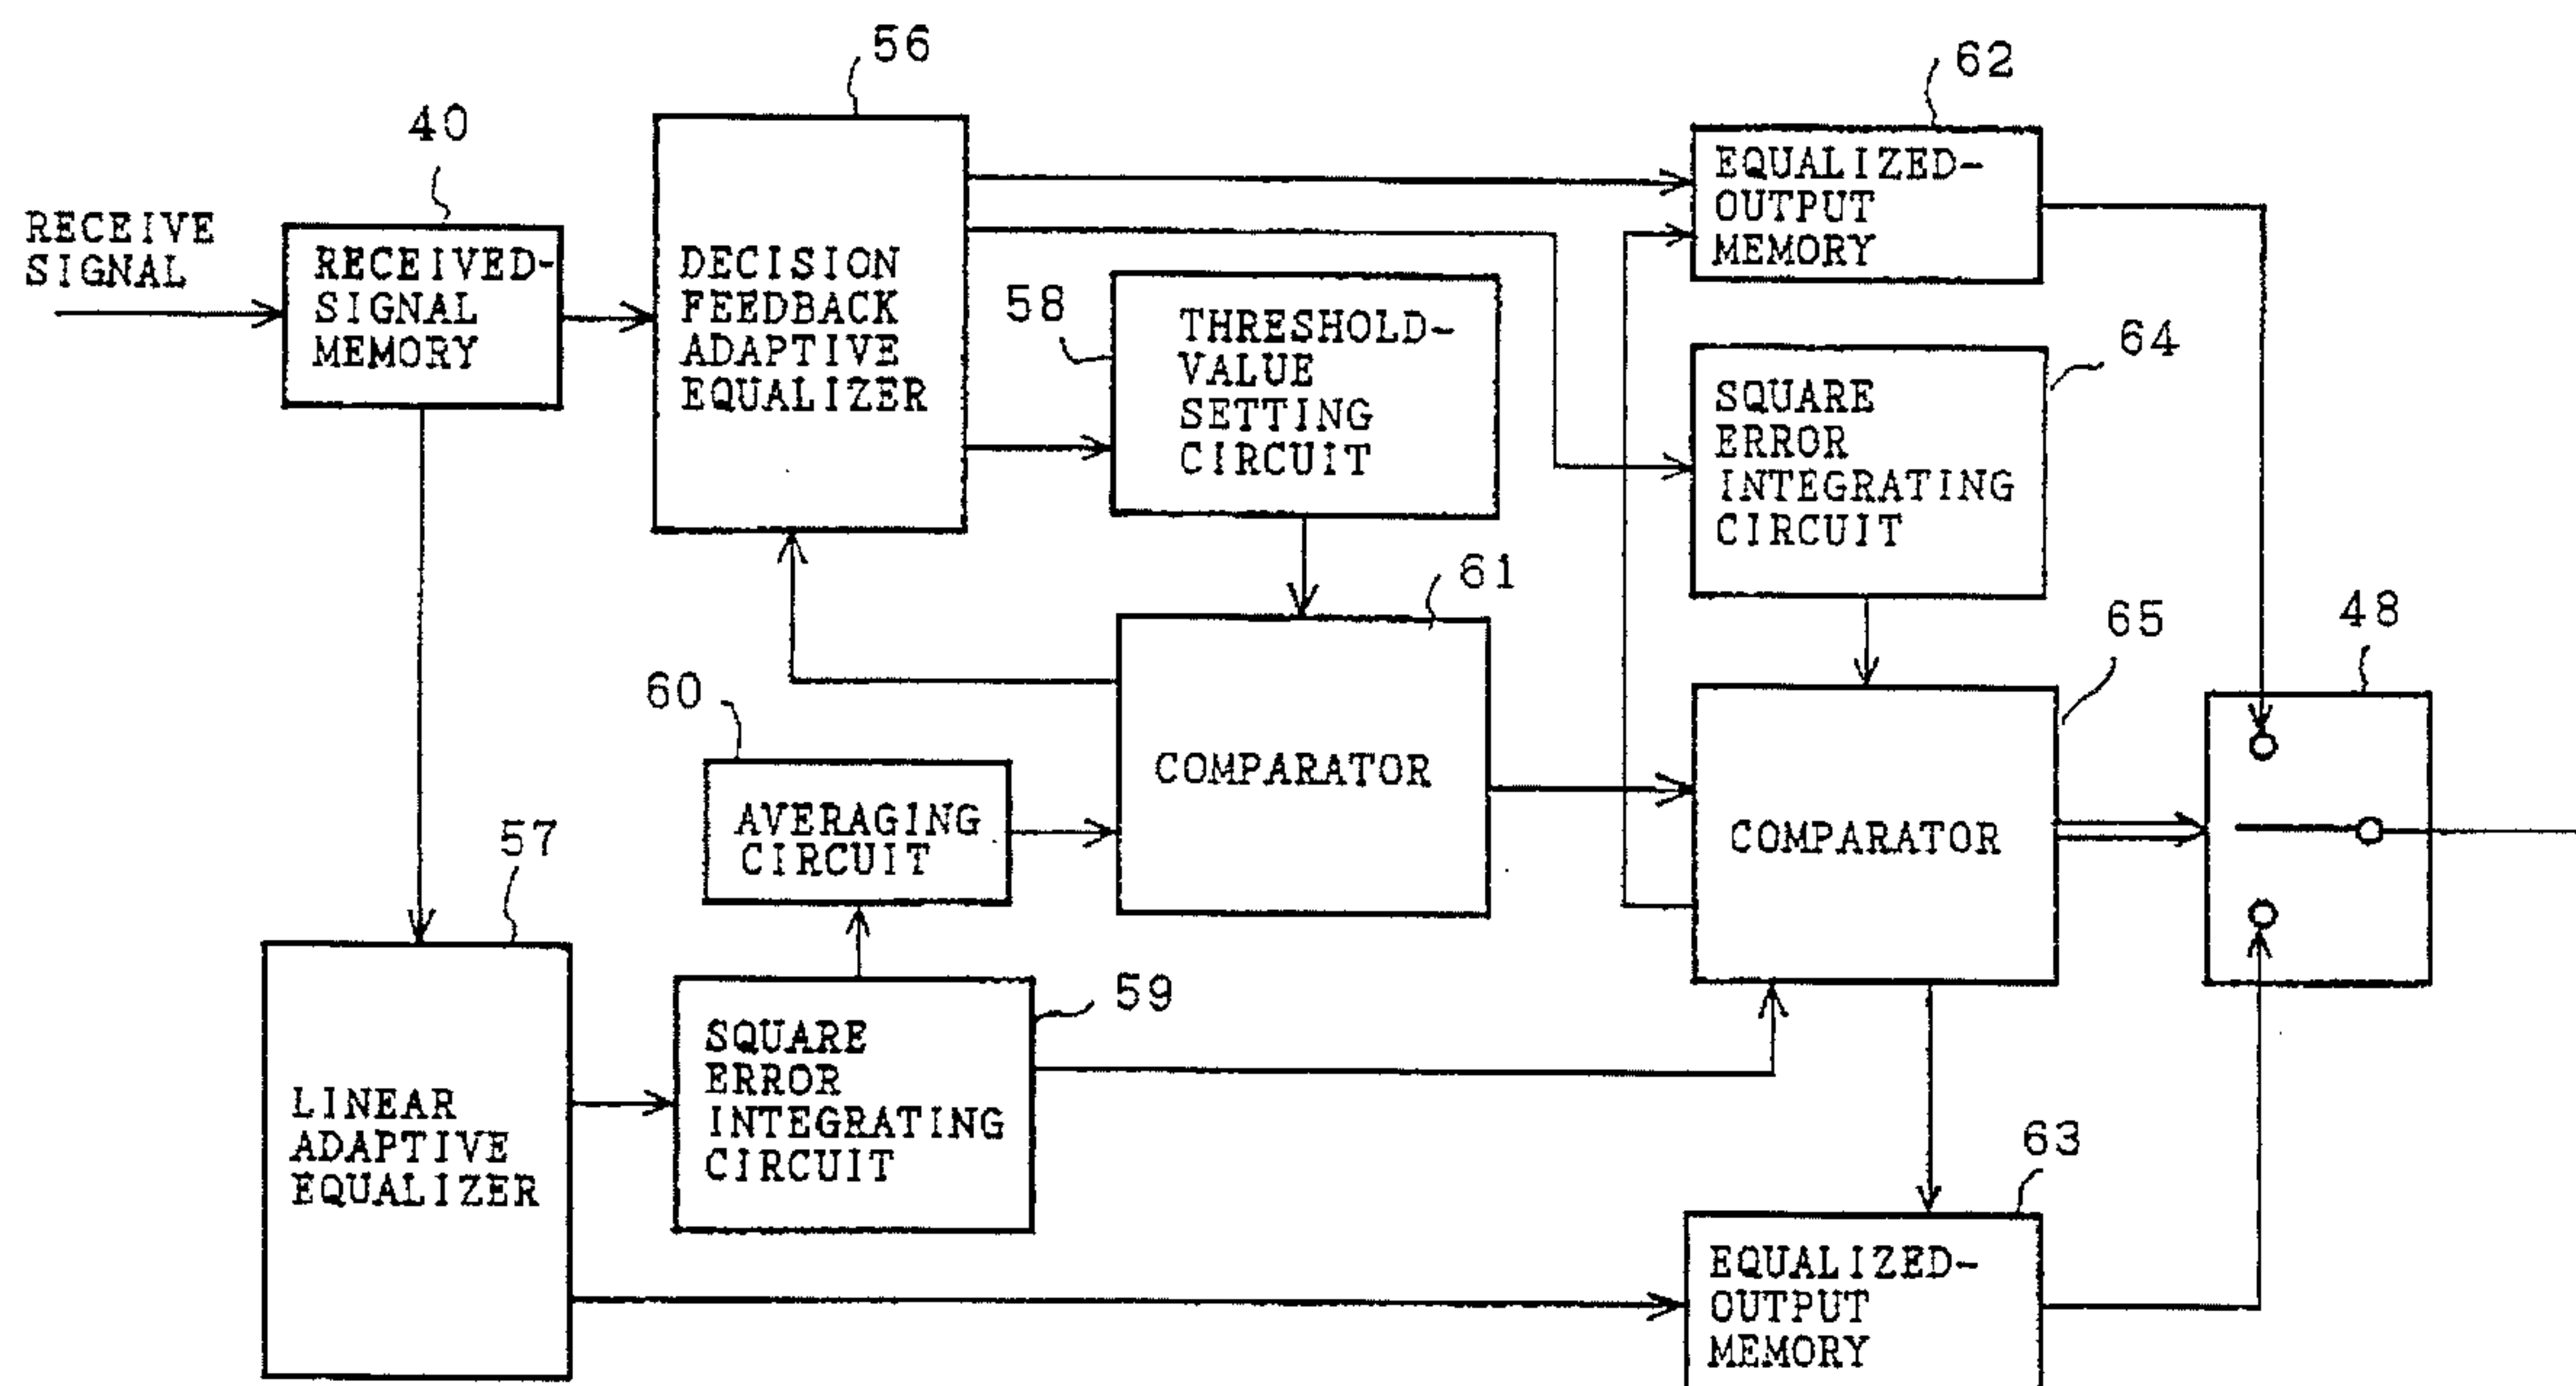 56
62
40
RECEIVE
SIGNAL
RECEIVED-
SIGNAL
MEMORY
DECISION
FEEDBACK
ADAPTIVE
EQUALIZER
58
THRESHOLD-
VALUE
SETTING
CIRCUIT
EQUALIZED-
OUTPUT
MEMORY
64
SQUARE
ERROR
INTEGRATING
CIRCUIT
61
65
48
60
AVERAGING
CIRCUIT
COMPARATOR
COMPARATOR
57
59
LINEAR
ADAPTIVE
EQUALIZER
SQUARE
ERROR
INTEGRATING
CIRCUIT
63
EQUALIZED-
OUTPUT
MEMORY